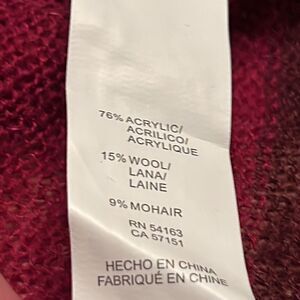 76% ACRYLIC/
ACRILICO/
ACRYLIQUE
15% WOOL/
LANA/
LAINE
9% MOHAIR
RN 54163
CA 57151
HECHO EN CHINA
FABRIQUÉ EN CHINE